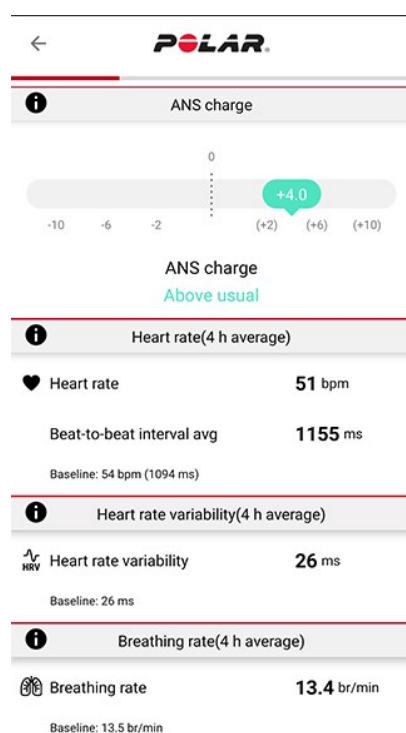 POLAR.
ANS charge
0
+4.0
-10 -6 -2 (+2) (+6) (+10)
ANS charge
Above usual
Heart rate(4 h average)
Heart rate 51 bpm
Beat-to-beat interval avg 1155 ms
Baseline: 54 bpm (1094 ms)
Heart rate variability(4 h average)
HRV Heart rate variability 26 ms
Baseline: 26 ms
Breathing rate(4 h average)
Breathing rate 13.4 br/min
Baseline: 13.5 br/min